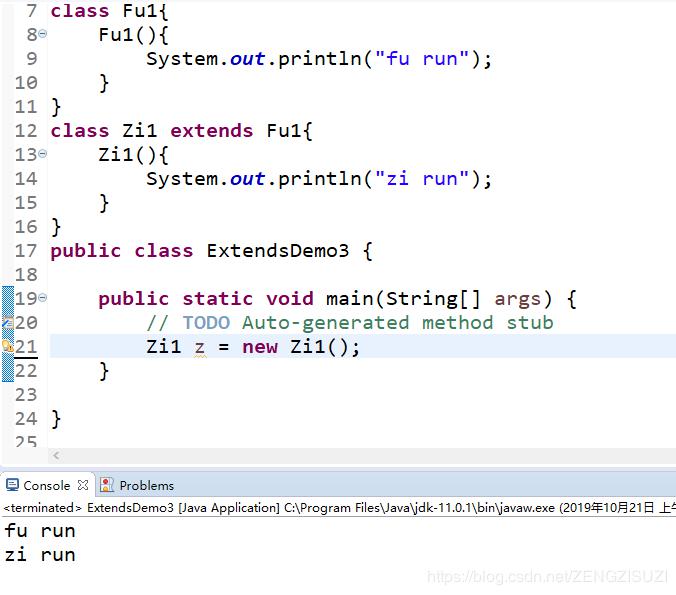 7 class Fu1{
8 Fu1(){
9 System.out.println("fu run");
10 }
11 }
12 class Zi1 extends Fu1{
13 Zi1(){
14 System.out.println("zi run");
15 }
16 }
17 public class ExtendsDemo3 {
18
19 public static void main(String[] args) {
20 // TODO Auto-generated method stub
21 Zi1 z = new Zi1();
22 }
23
24 }
25
Console Problems
<terminated> ExtendsDemo3 [Java Application] C:\Program Files\Java\jdk-11.0.1\bin\javaw.exe (2019年10月21日 上
fu run
zi run
https://blog.csdn.net/ZENGZISUZI